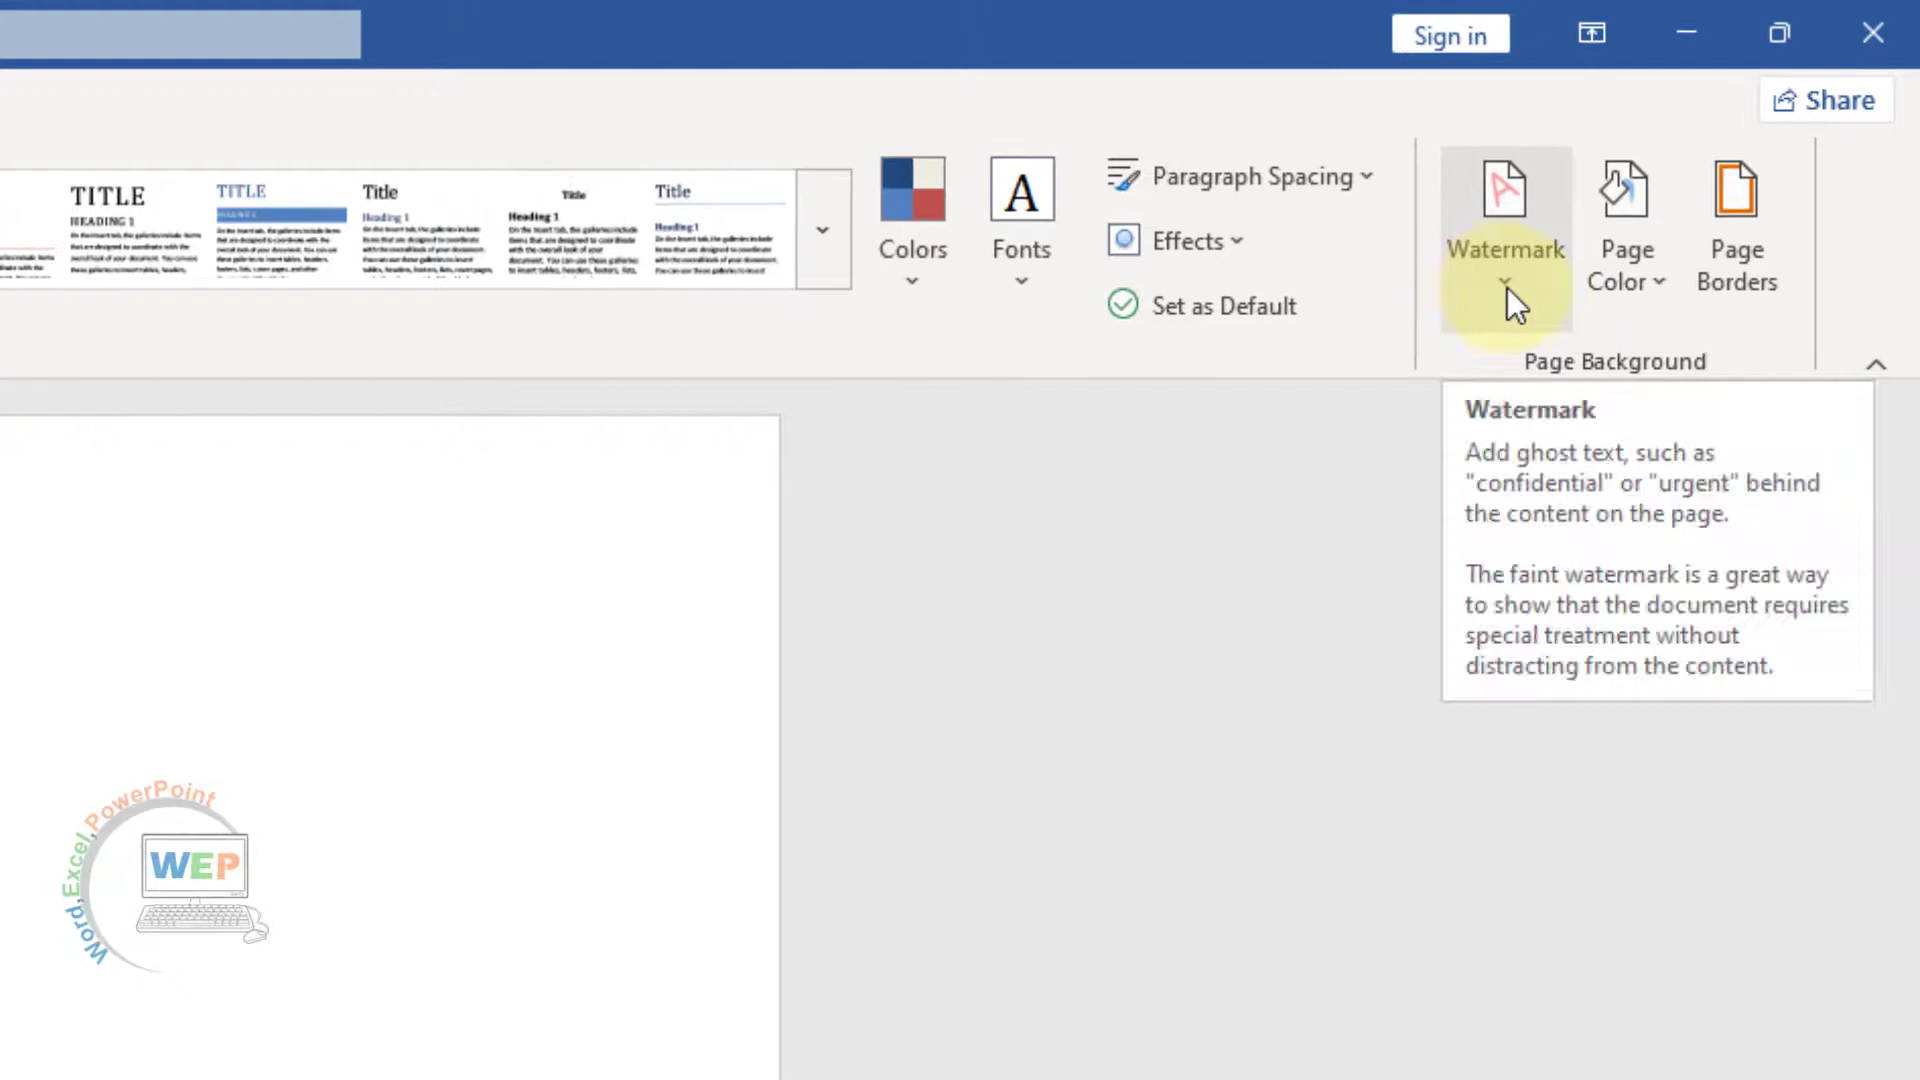 Sign in
Share
TITLE
HEADING 1
TITLE
HEADING 1
Title
Heading 1
Title
Heading 1
Title
Heading 1
Colors
Fonts
A
Paragraph Spacing
Effects
Set as Default
Watermark
Page
Color
Page
Borders
Page Background
Watermark
Add ghost text, such as
"confidential" or "urgent" behind
the content on the page.
The faint watermark is a great way
to show that the document requires
special treatment without
distracting from the content.
Word,Excel,PowerPoint
WEP